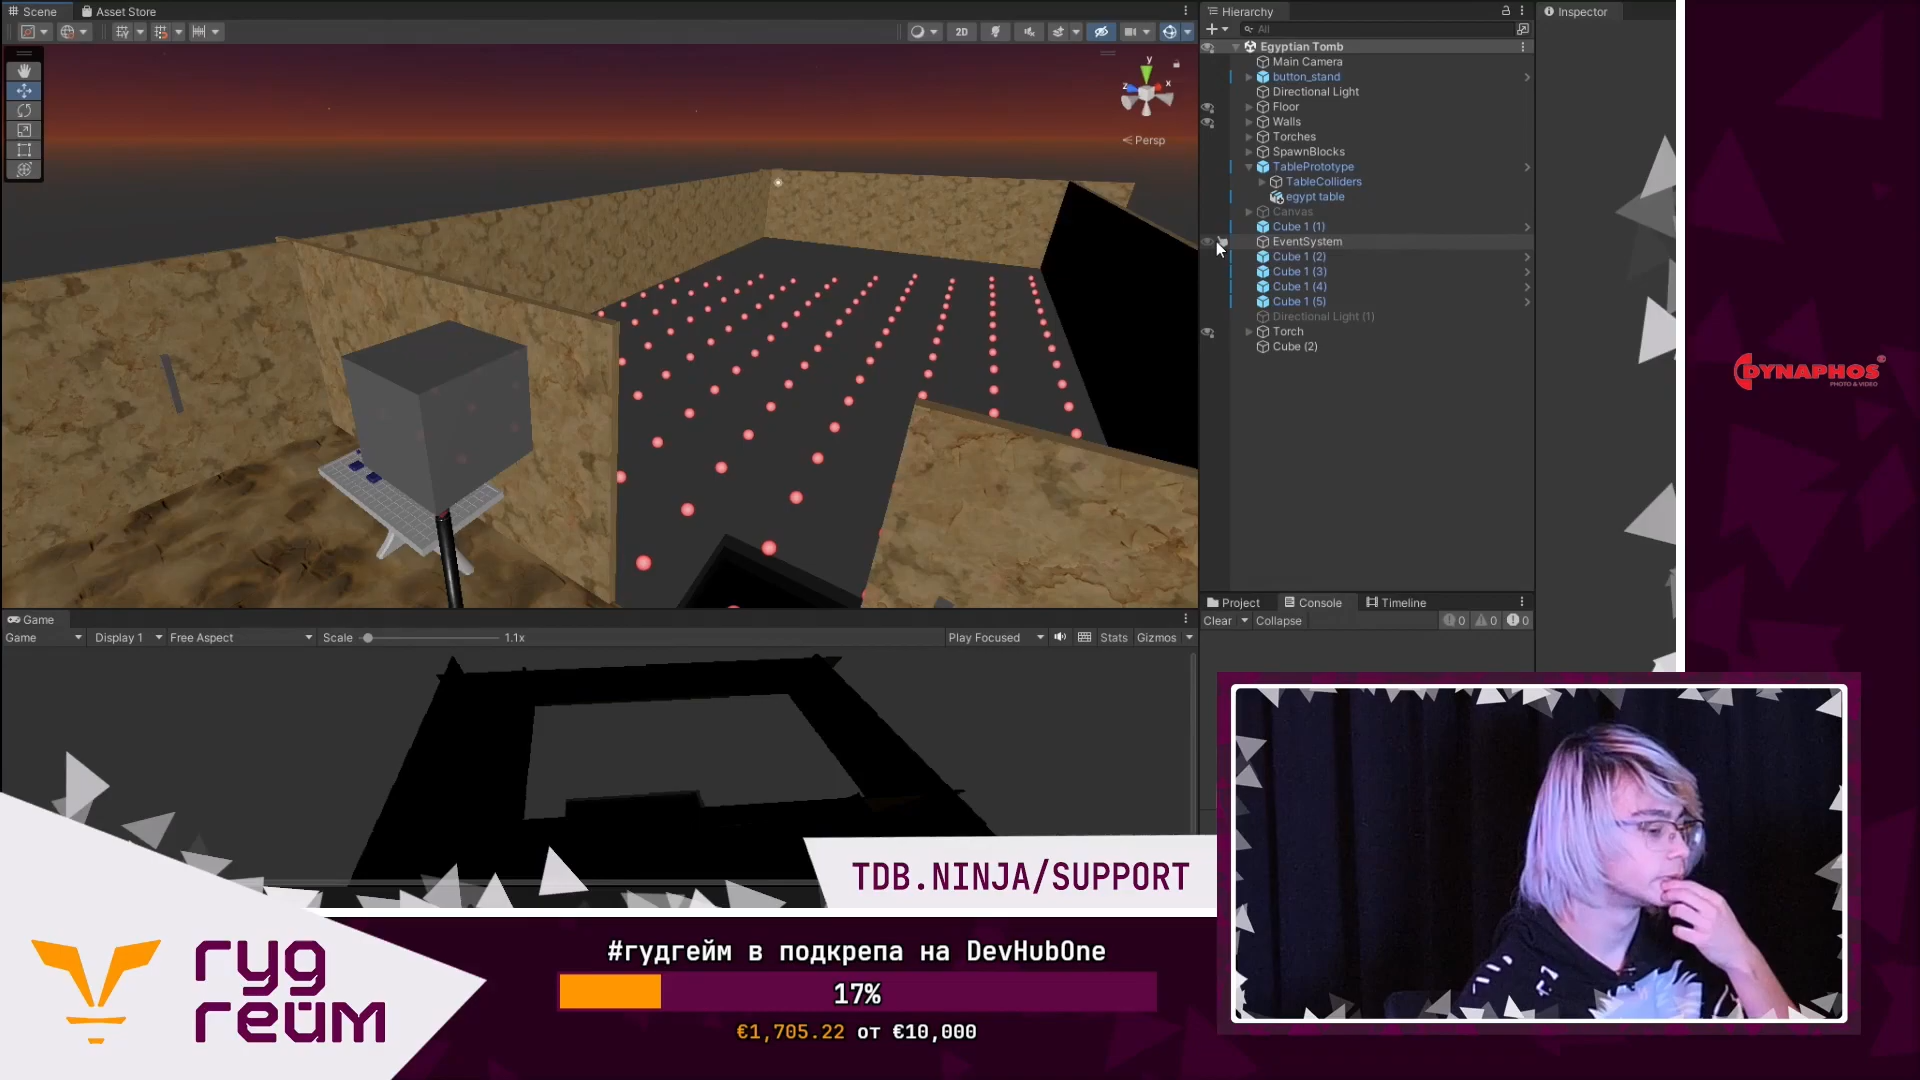 Scene
Asset Store
2D
y
x
z
Persp
Hierarchy
All
Egyptian Tomb
Main Camera
button_stand
Directional Light
Floor
Walls
Torches
SpawnBlocks
TablePrototype
TableColliders
egypt table
Canvas
Cube 1 (1)
EventSystem
Cube 1 (2)
Cube 1 (3)
Cube 1 (4)
Cube 1 (5)
Directional Light (1)
Torch
Cube (2)
Inspector
Project
Console
Timeline
Clear
Collapse
0
0
0
Game
Game
Display 1
Free Aspect
Scale
1.1x
Play Focused
Stats
Gizmos
DYNAPHOS
PHOTO & VIDEO
TDB.NINJA/SUPPORT
гуд
гейм
#гудгейм в подкрепа на DevHubOne
17%
€1,705.22 от €10,000